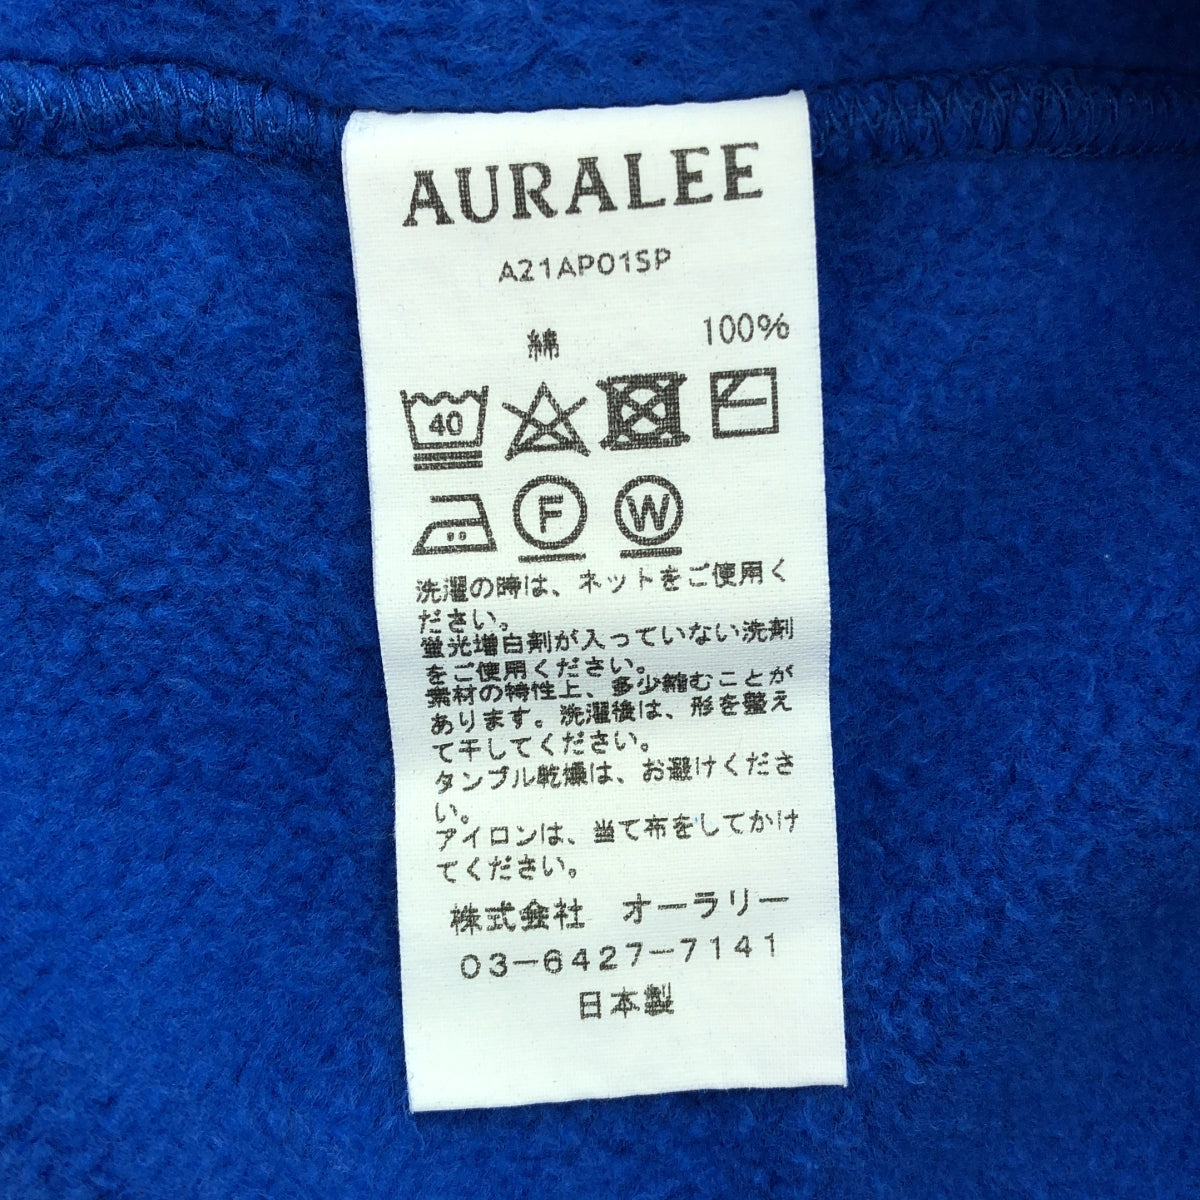 AURALEE
A21AP01SP
綿 100%
40
F W
洗濯の時は、ネットをご使用く
ださい。
蛍光増白剤が入っていない洗剤
をご使用ください。
素材の特性上、多少縮むことが
あります。洗濯後は、形を整え
て干してください。
タンブル乾燥は、お避けくださ
い。
アイロンは、当て布をしてかけ
てください。
株式会社 オーラリー
03-6427-7141
日本製